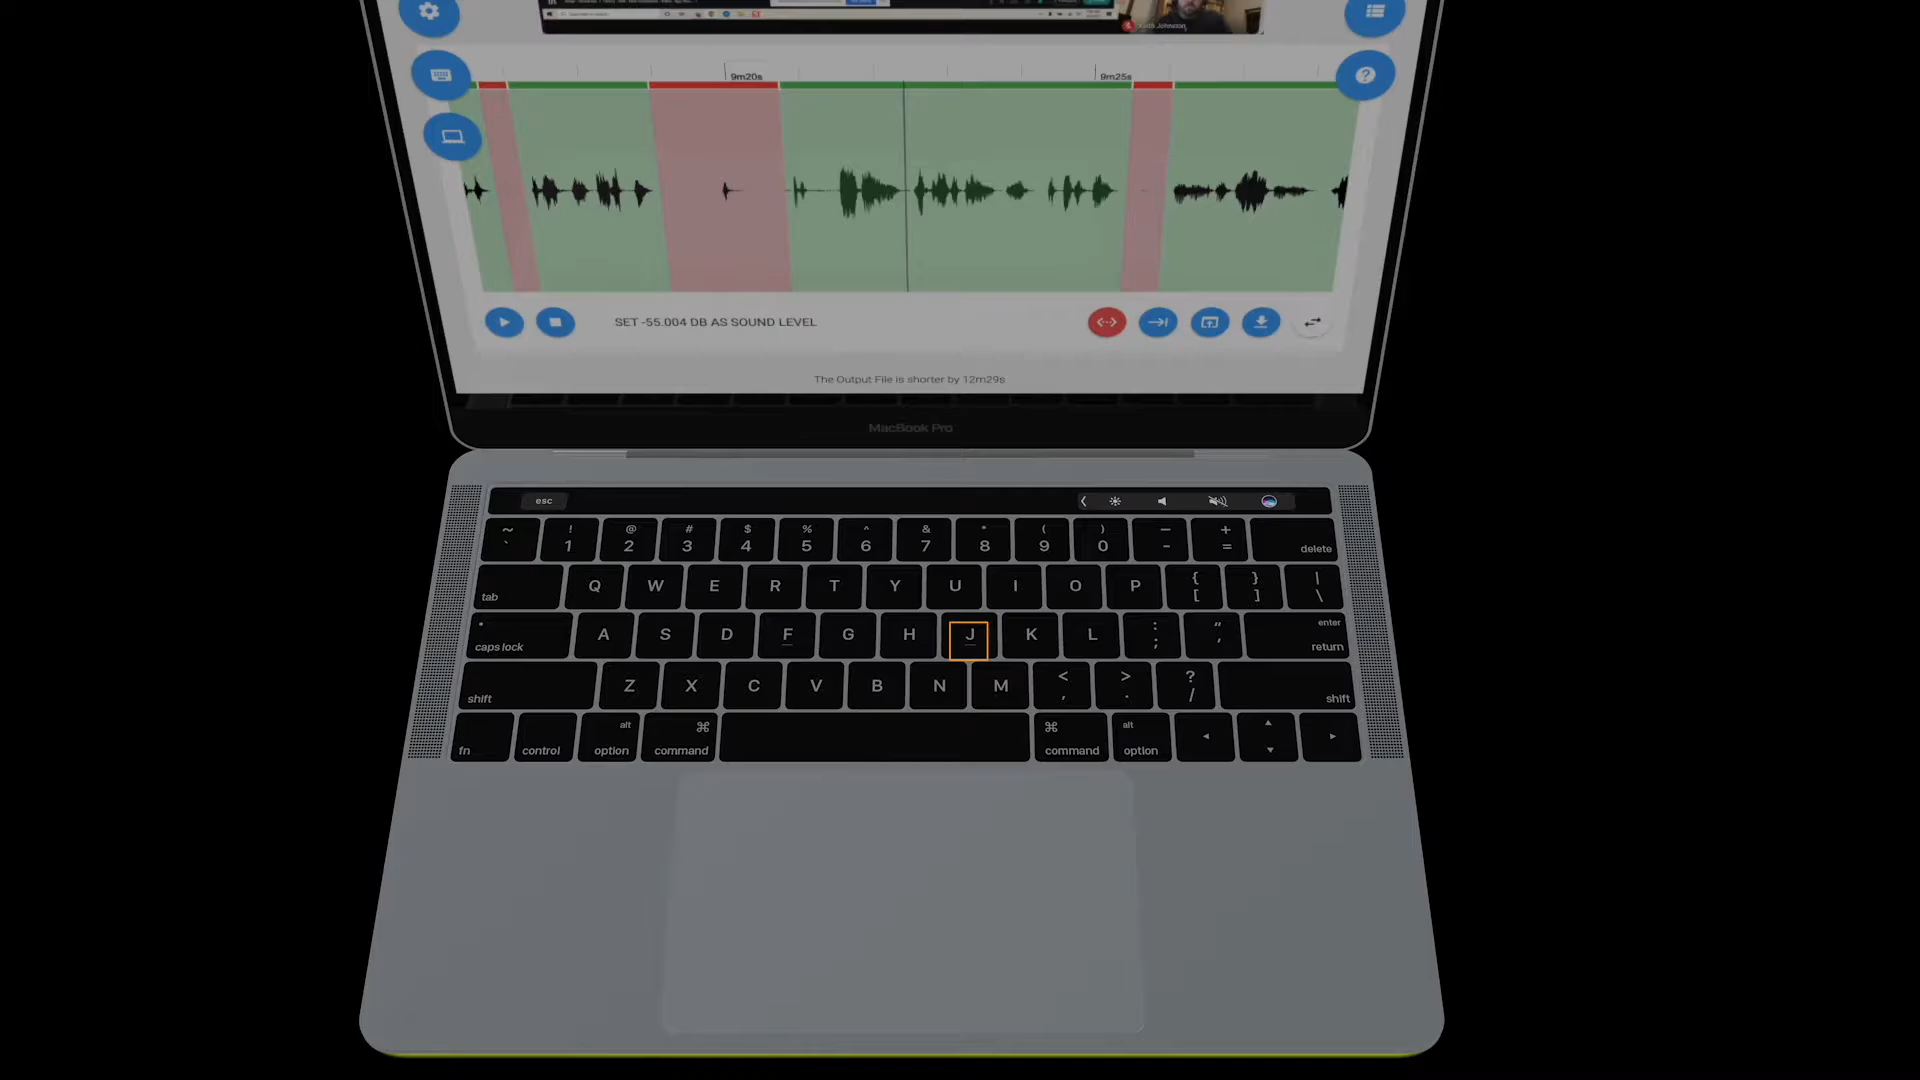 Keith Johnston
9m20s
9m25s
SET -55.004 DB AS SOUND LEVEL
The Output File is shorter by 12m29s
MacBook Pro
esc
~ ! @ # $ % ^ & * ( ) — +
` 1 2 3 4 5 6 7 8 9 0 - = delete
tab Q W E R T Y U I O P { [ } ] | \
caps lock A S D F G H J K L : ; " ' enter return
shift Z X C V B N M < , > . ? / shift
fn control alt option ⌘ command ⌘ command alt option